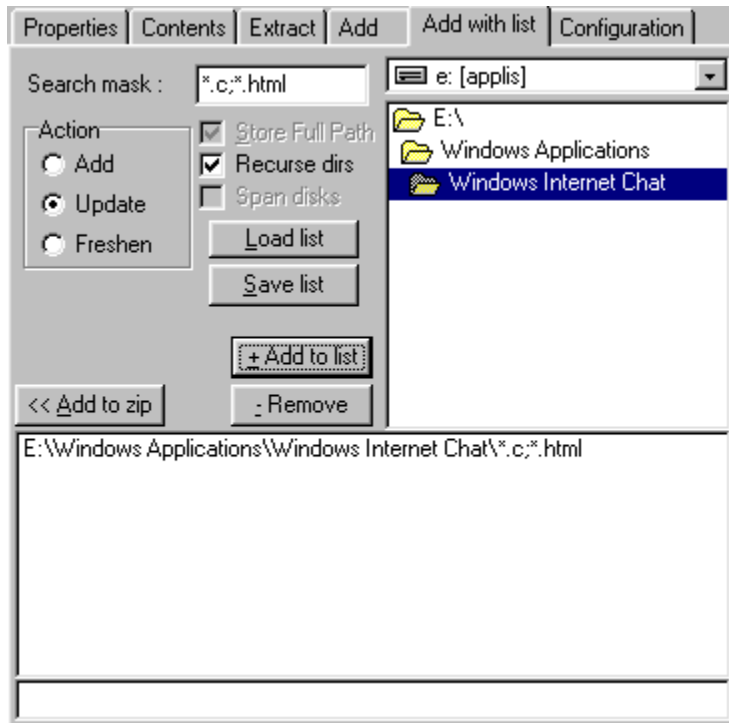 Properties Contents Extract Add Add with list Configuration
Search mask : *.c;*.html
e: [applis]
Action
Add
Update
Freshen
Store Full Path
Recurse dirs
Span disks
Load list
Save list
+ Add to list
<< Add to zip
- Remove
E:\
Windows Applications
Windows Internet Chat
E:\Windows Applications\Windows Internet Chat\*.c;*.html